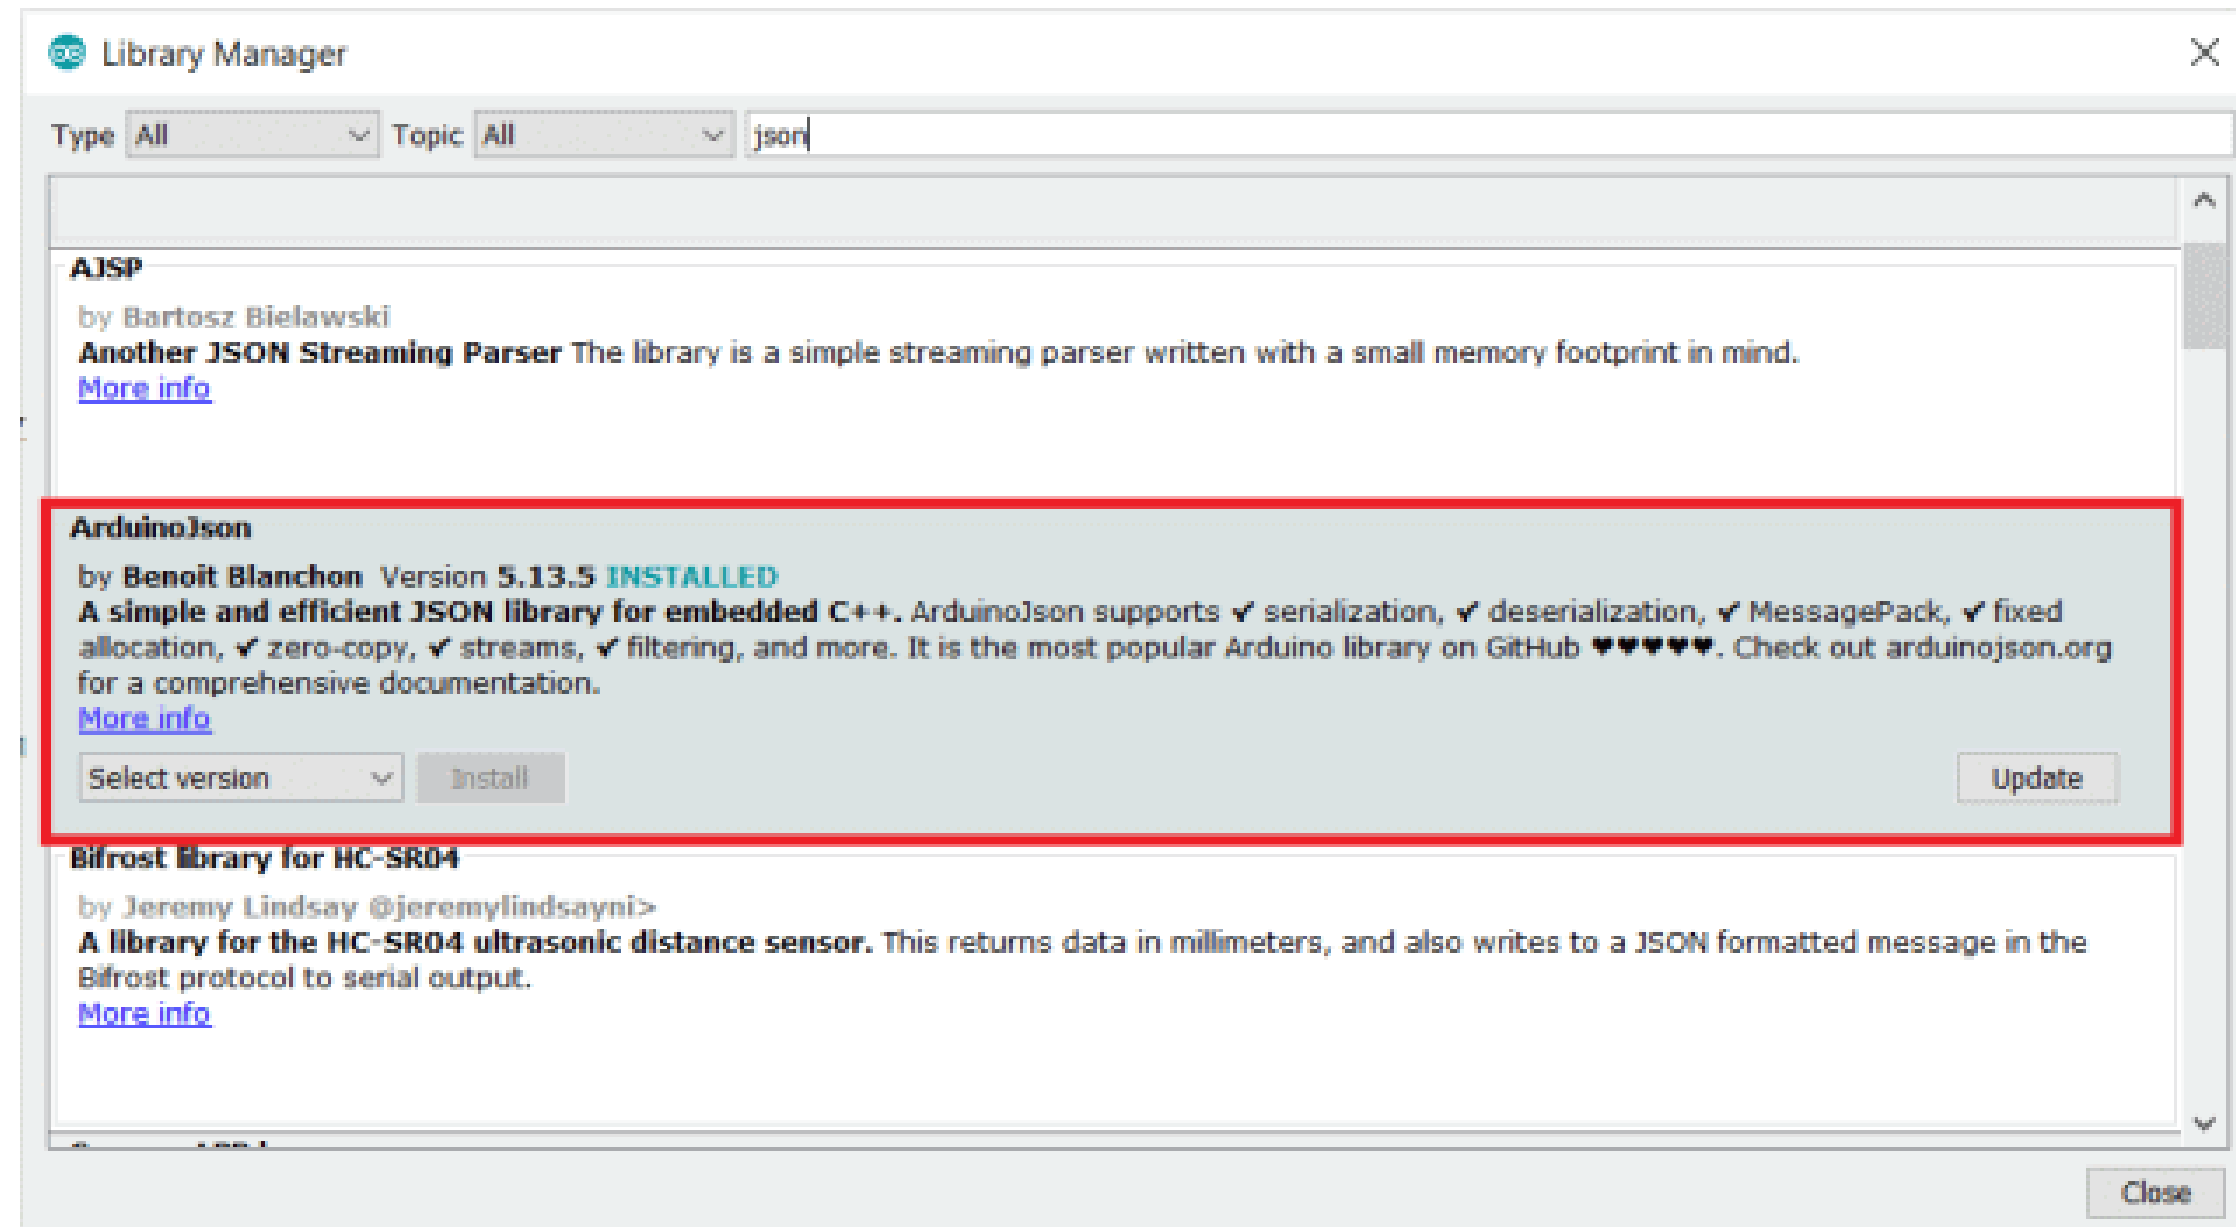 Library Manager
Type All Topic All json
AJSP
by Bartosz Bielawski
Another JSON Streaming Parser The library is a simple streaming parser written with a small memory footprint in mind.
More info
ArduinoJson
by Benoit Blanchon Version 5.13.5 INSTALLED
A simple and efficient JSON library for embedded C++. ArduinoJson supports ✔ serialization, ✔ deserialization, ✔ MessagePack, ✔ fixed
allocation, ✔ zero-copy, ✔ streams, ✔ filtering, and more. It is the most popular Arduino library on GitHub ♥♥♥♥♥. Check out arduinojson.org
for a comprehensive documentation.
More info
Select version Install Update
Bifrost library for HC-SR04
by Jeremy Lindsay @jeremylindsayni>
A library for the HC-SR04 ultrasonic distance sensor. This returns data in millimeters, and also writes to a JSON formatted message in the
Bifrost protocol to serial output.
More info
Close